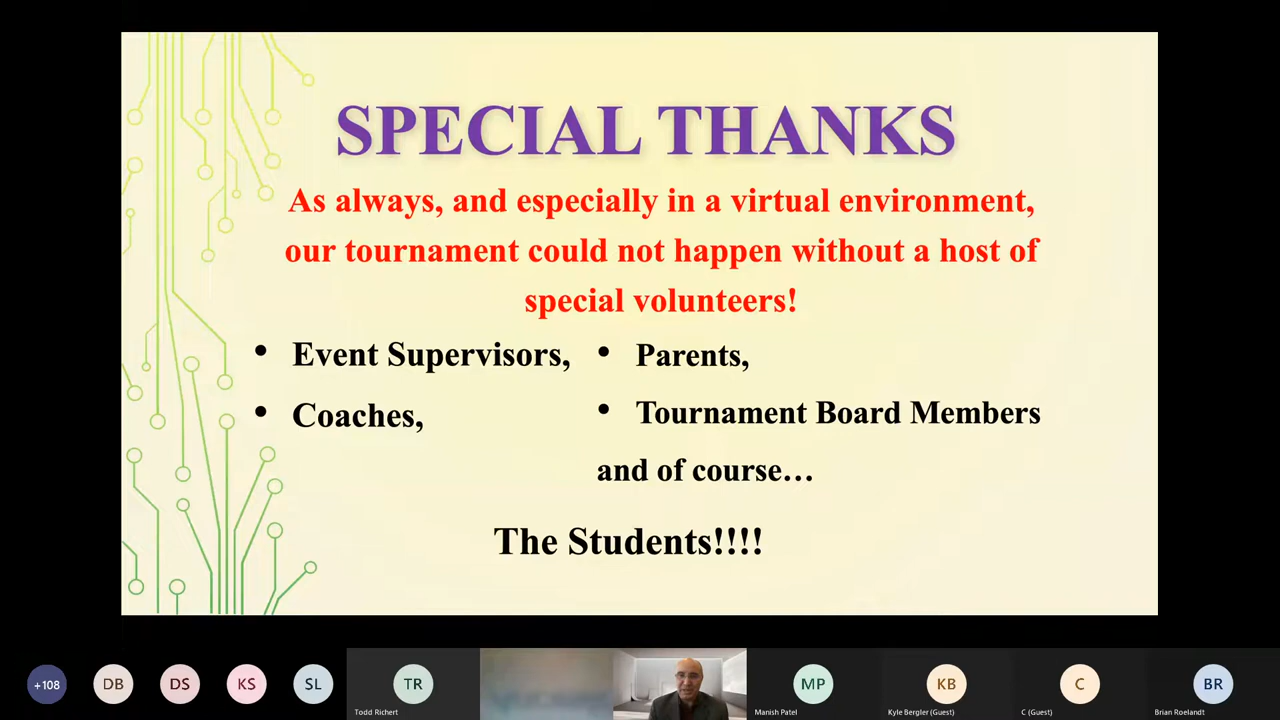 SPECIAL THANKS
As always, and especially in a virtual environment,
our tournament could not happen without a host of
special volunteers!
• Event Supervisors,
• Coaches,
• Parents,
• Tournament Board Members
and of course…
The Students!!!!
+108
DB
DS
KS
SL
TR
Todd Richert
MP
Manish Patel
KB
Kyle Bergler (Guest)
C
C (Guest)
BR
Brian Roelandt